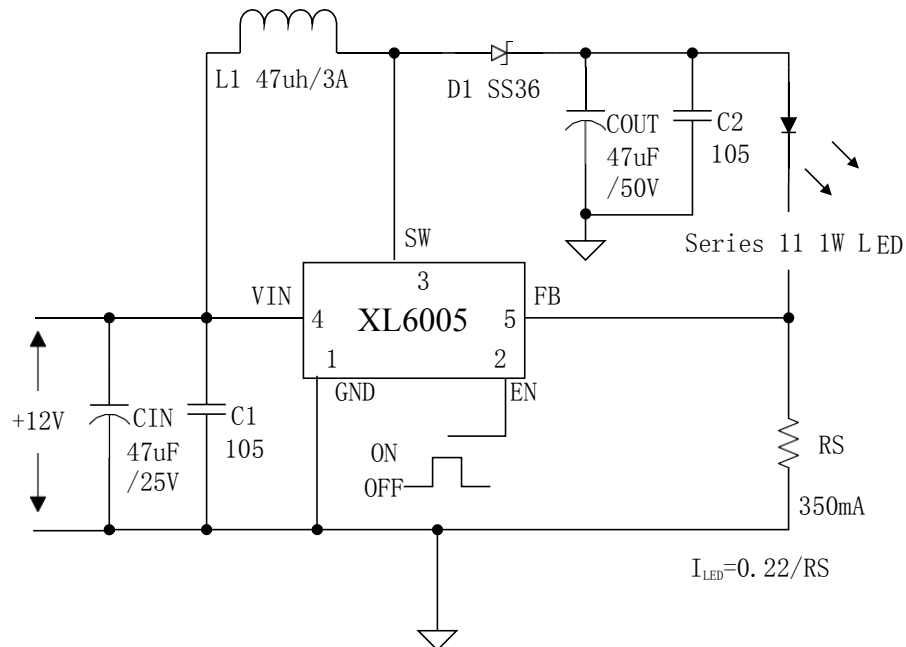 L1 47uh/3A
D1 SS36
COUT
47uF
/50V
C2
105
Series 11 1W LED
SW
3
VIN
FB
4
XL6005
5
1
2
GND
EN
+12V
CIN
47uF
/25V
C1
105
ON
OFF
RS
350mA
ILED=0.22/RS